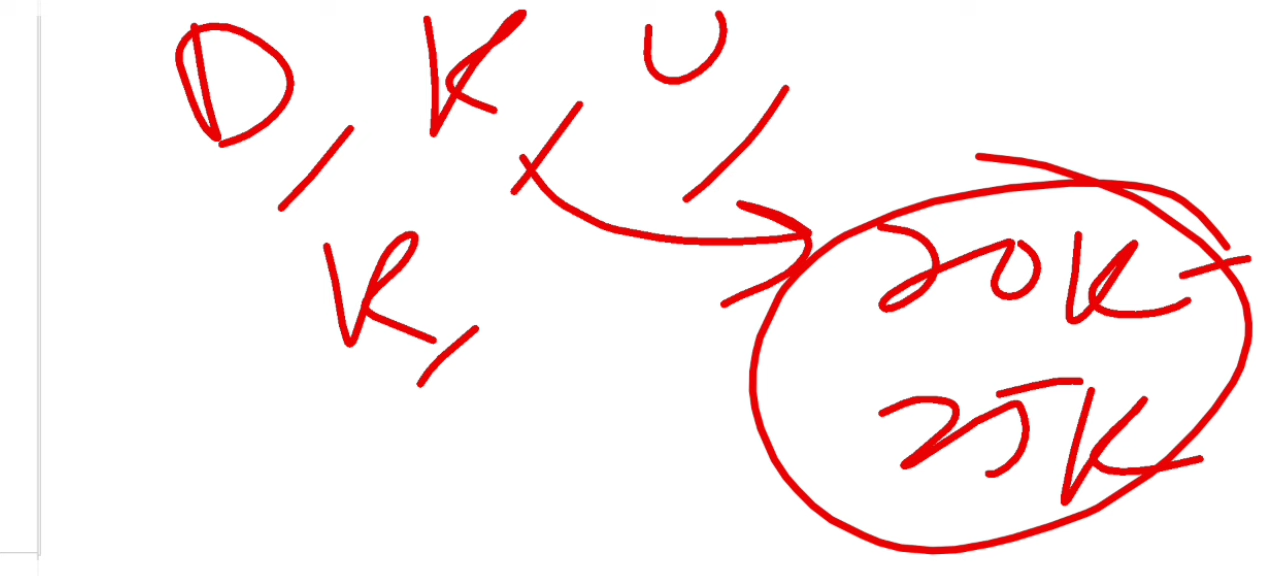 D, K, U,
K,
20K
25K